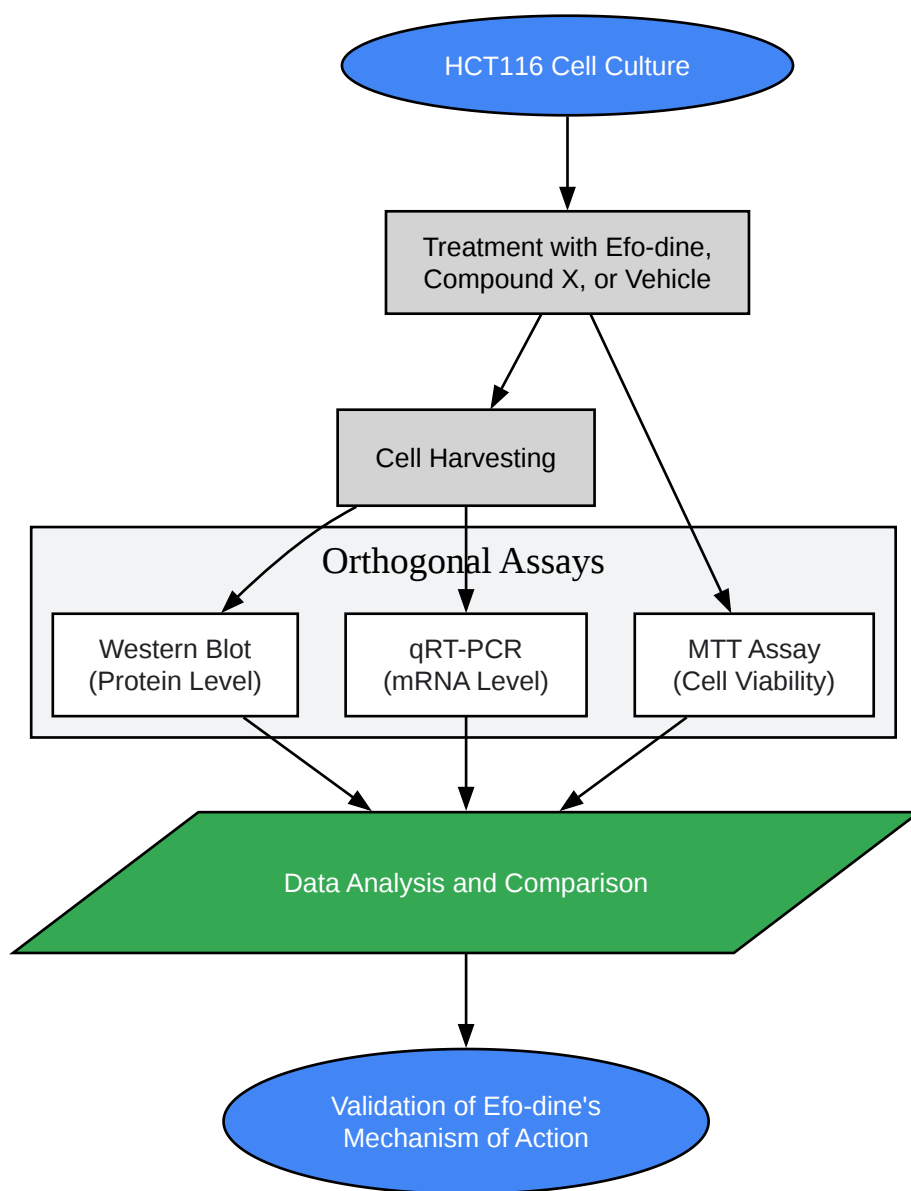 HCT116 Cell Culture
Treatment with Efo-dine,
Compound X, or Vehicle
Cell Harvesting
Orthogonal Assays
Western Blot
(Protein Level)
qRT-PCR
(mRNA Level)
MTT Assay
(Cell Viability)
Data Analysis and Comparison
Validation of Efo-dine's
Mechanism of Action